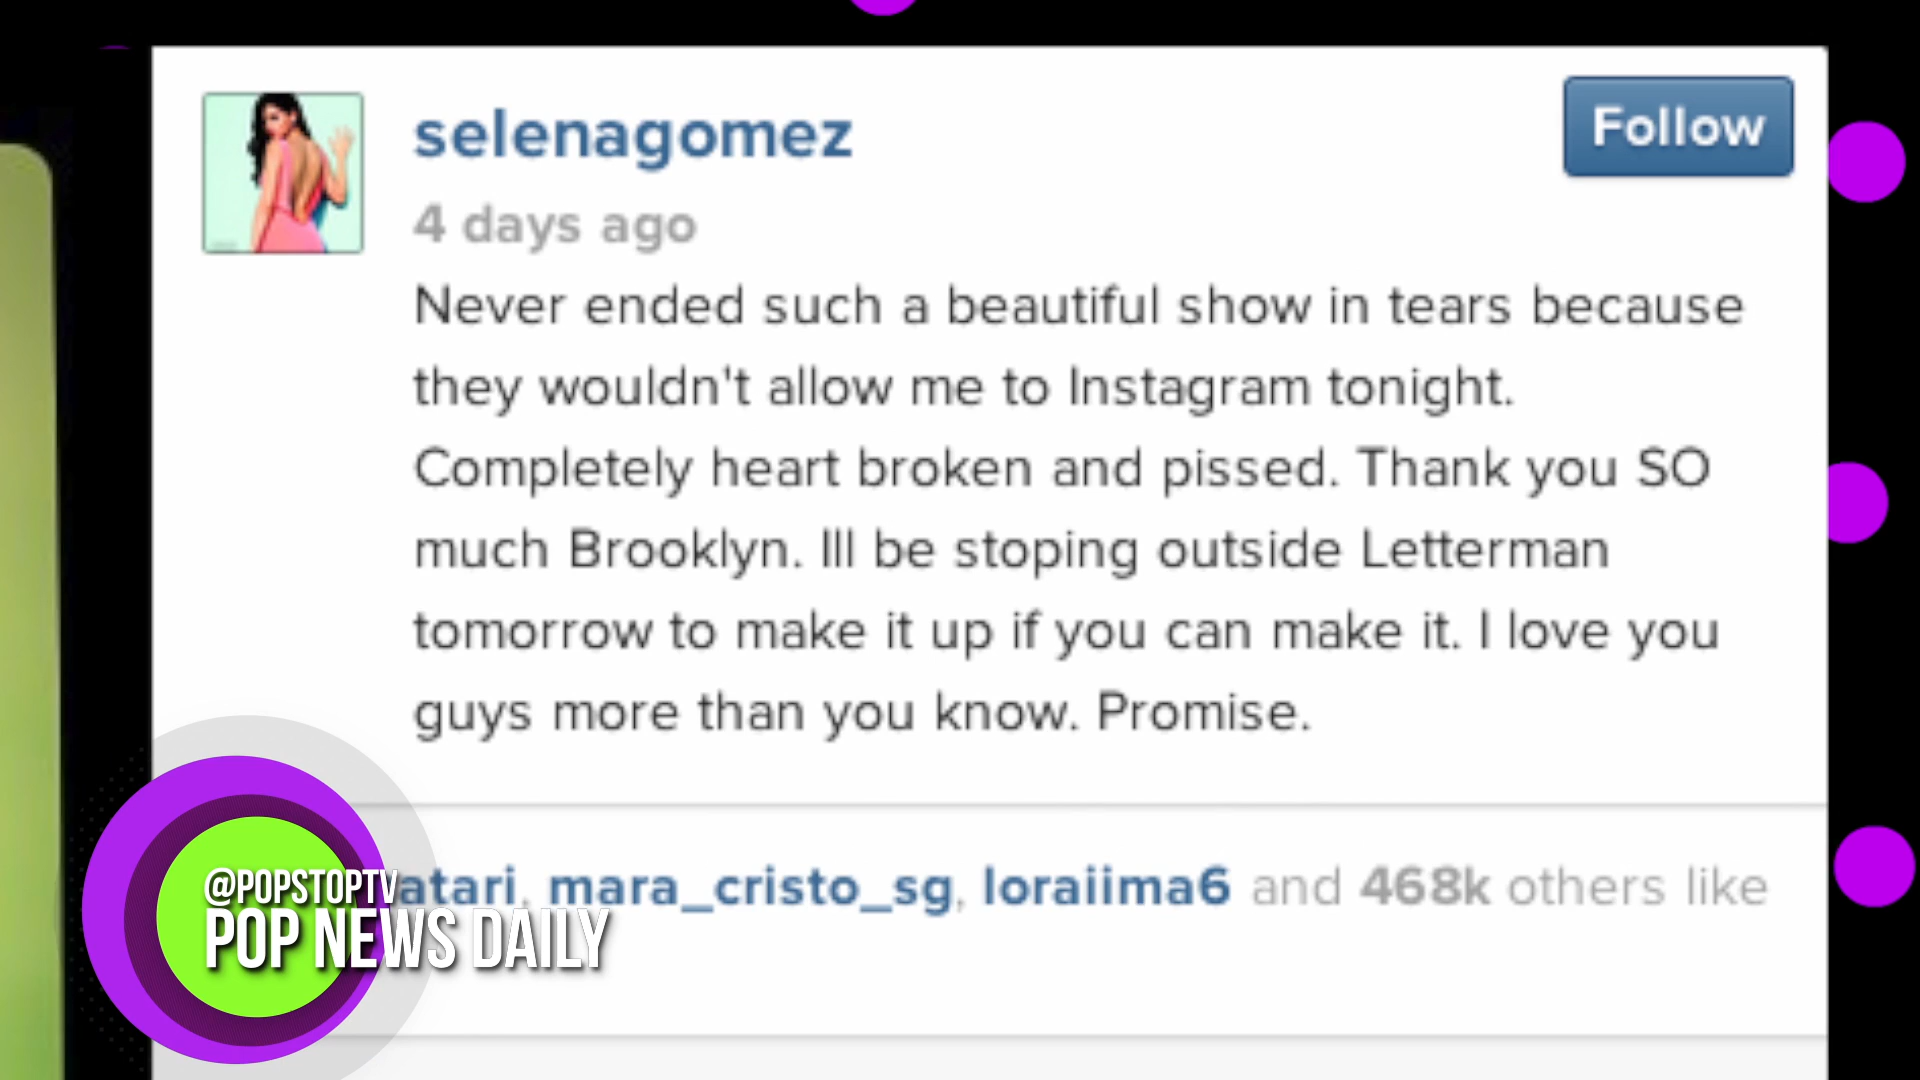 selenagomez
Follow
4 days ago
Never ended such a beautiful show in tears because
they wouldn't allow me to Instagram tonight.
Completely heart broken and pissed. Thank you SO
much Brooklyn. Ill be stoping outside Letterman
tomorrow to make it up if you can make it. I love you
guys more than you know. Promise.
atari, mara_cristo_sg, loraiima6 and 468k others like
@POPSTOPTV
POP NEWS DAILY